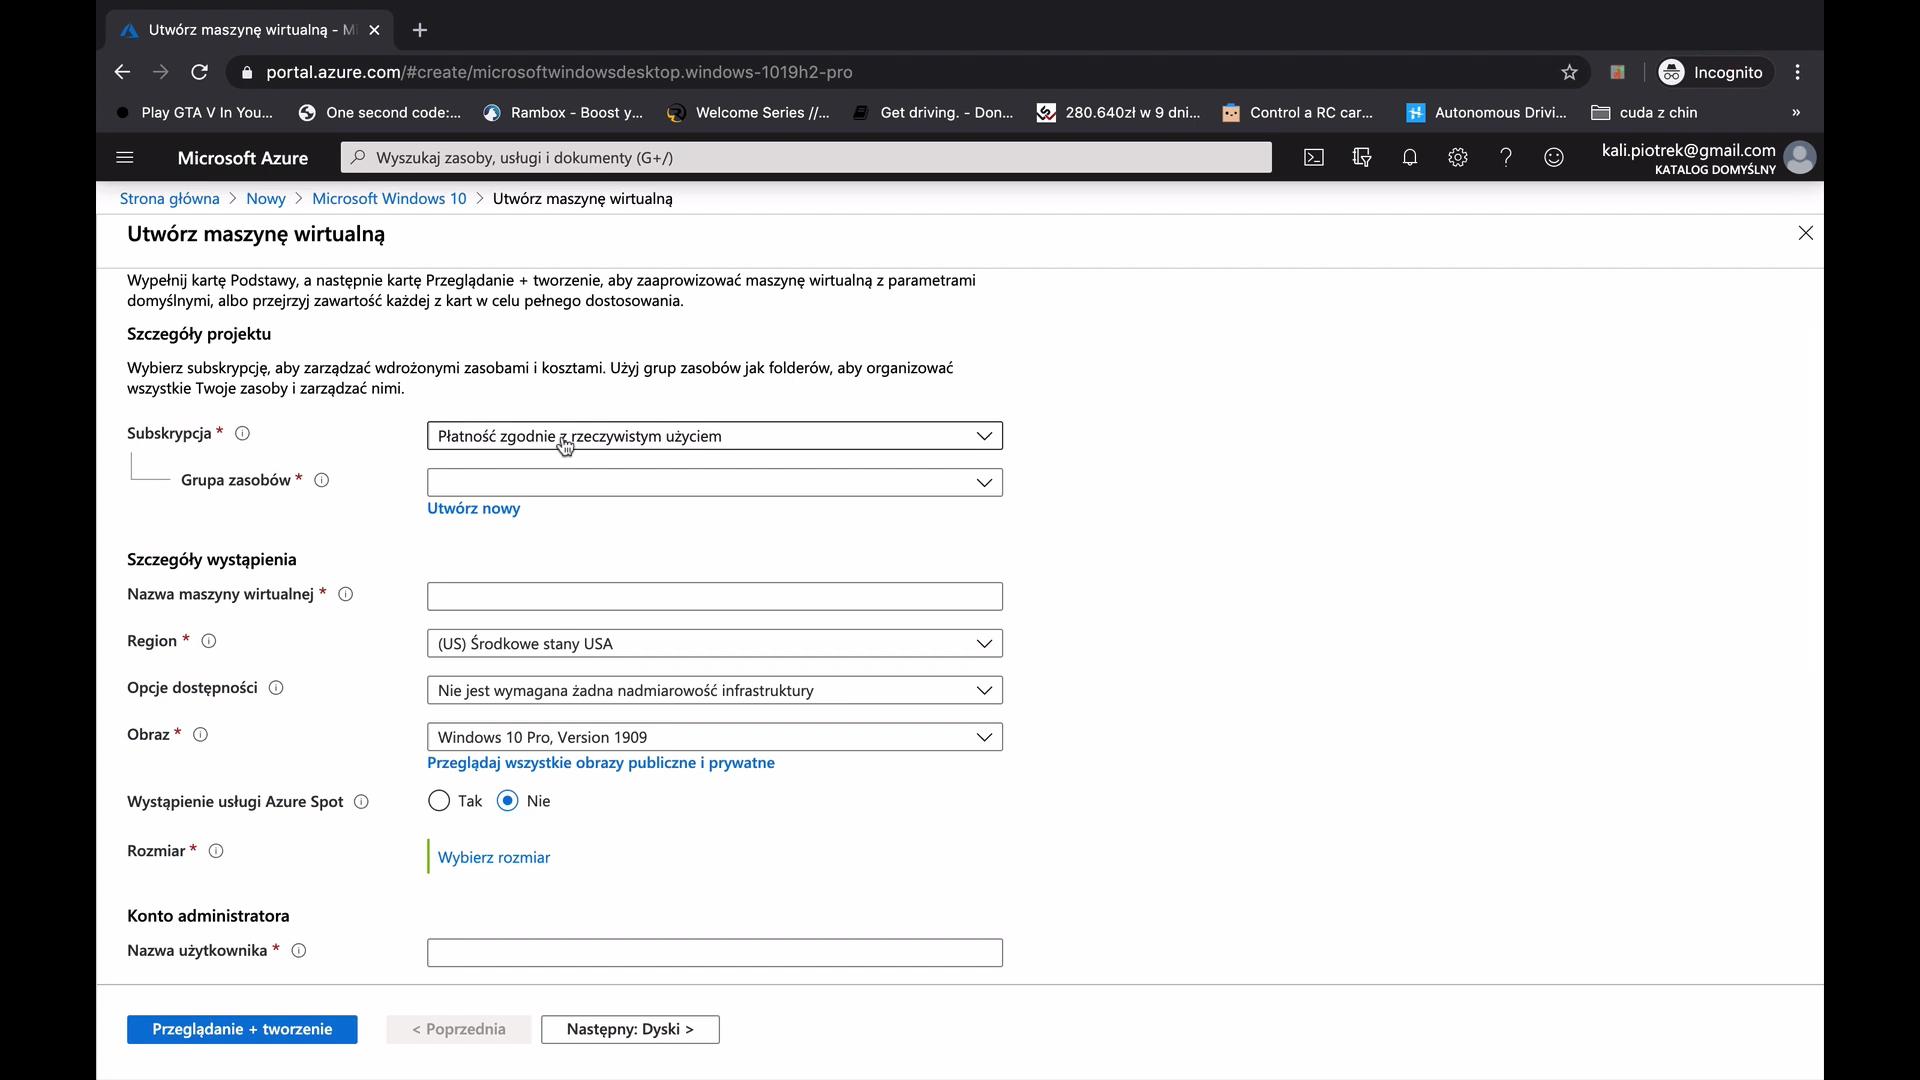 Utwórz maszynę wirtualną - Mi
portal.azure.com/#create/microsoftwindowsdesktop.windows-1019h2-pro
Incognito
Play GTA V In You...
One second code:...
Rambox - Boost y...
Welcome Series //...
Get driving. - Don...
280.640zł w 9 dni...
Control a RC car...
Autonomous Drivi...
cuda z chin
»
Microsoft Azure
Wyszukaj zasoby, usługi i dokumenty (G+/)
kali.piotrek@gmail.com
KATALOG DOMYŚLNY
Strona główna > Nowy > Microsoft Windows 10 > Utwórz maszynę wirtualną
Utwórz maszynę wirtualną
Wypełnij kartę Podstawy, a następnie kartę Przeglądanie + tworzenie, aby zaaprowizować maszynę wirtualną z parametrami
domyślnymi, albo przejrzyj zawartość każdej z kart w celu pełnego dostosowania.
Szczegóły projektu
Wybierz subskrypcję, aby zarządzać wdrożonymi zasobami i kosztami. Użyj grup zasobów jak folderów, aby organizować
wszystkie Twoje zasoby i zarządzać nimi.
Subskrypcja *
Płatność zgodnie z rzeczywistym użyciem
Grupa zasobów *
Utwórz nowy
Szczegóły wystąpienia
Nazwa maszyny wirtualnej *
Region *
(US) Środkowe stany USA
Opcje dostępności
Nie jest wymagana żadna nadmiarowość infrastruktury
Obraz *
Windows 10 Pro, Version 1909
Przeglądaj wszystkie obrazy publiczne i prywatne
Wystąpienie usługi Azure Spot
Tak
Nie
Rozmiar *
Wybierz rozmiar
Konto administratora
Nazwa użytkownika *
Przeglądanie + tworzenie
< Poprzednia
Następny: Dyski >